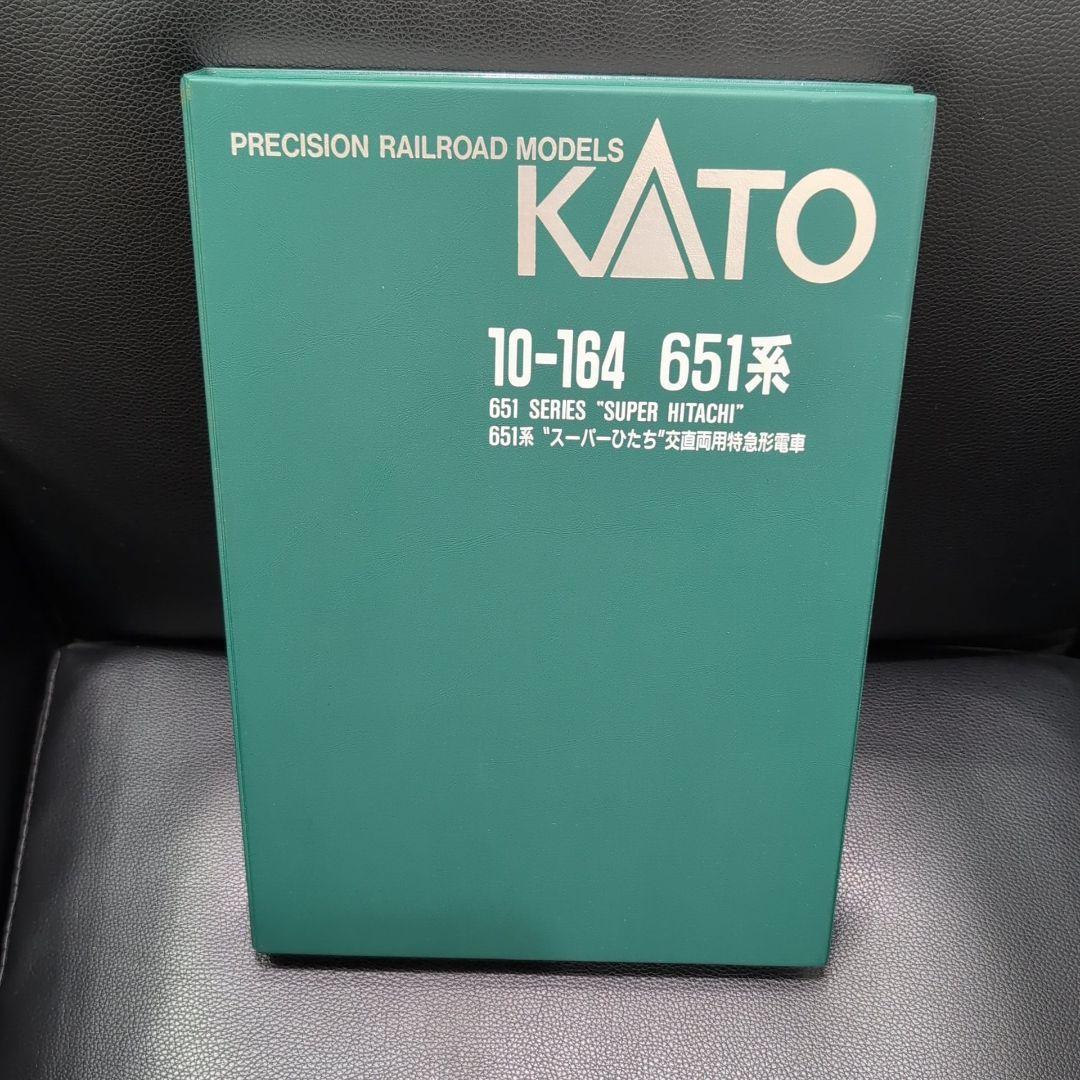 PRECISION RAILROAD MODELS
KATO
10-164 651系
651 SERIES "SUPER HITACHI"
651系 "スーパーひたち"交直両用特急形電車